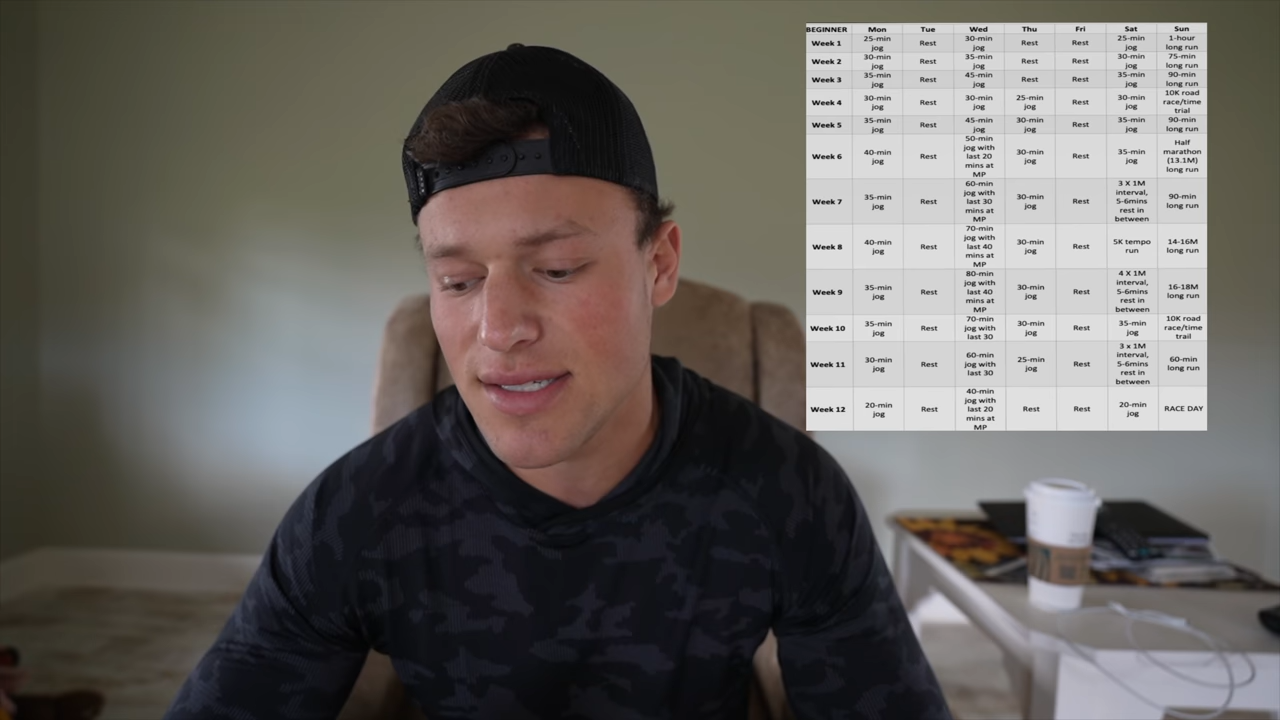 BEGINNER Mon Tue Wed Thu Fri Sat Sun
Week 1 25-min jog Rest 30-min jog Rest Rest 25-min jog 1-hour long run
Week 2 30-min jog Rest 35-min jog Rest Rest 30-min jog 75-min long run
Week 3 35-min jog Rest 45-min jog Rest Rest 35-min jog 90-min long run
Week 4 30-min jog Rest 30-min jog 25-min jog Rest 30-min jog 10K road race/time trial
Week 5 35-min jog Rest 45-min jog 30-min jog Rest 35-min jog 90-min long run
Week 6 40-min jog Rest 50-min jog with last 20 mins at MP 30-min jog Rest 35-min jog Half marathon (13.1M) long run
Week 7 35-min jog Rest 60-min jog with last 30 mins at MP 30-min jog Rest 3 X 1M interval, 5-6mins rest in between 90-min long run
Week 8 40-min jog Rest 70-min jog with last 40 mins at MP 30-min jog Rest 5K tempo run 14-16M long run
Week 9 35-min jog Rest 80-min jog with last 40 mins at MP 30-min jog Rest 4 X 1M interval, 5-6mins rest in between 16-18M long run
Week 10 35-min jog Rest 70-min jog with last 30 30-min jog Rest 35-min jog 10K road race/time trail
Week 11 30-min jog Rest 60-min jog with last 30 25-min jog Rest 3 x 1M interval, 5-6mins rest in between 60-min long run
Week 12 20-min jog Rest 40-min jog with last 20 mins at MP Rest Rest 20-min jog RACE DAY